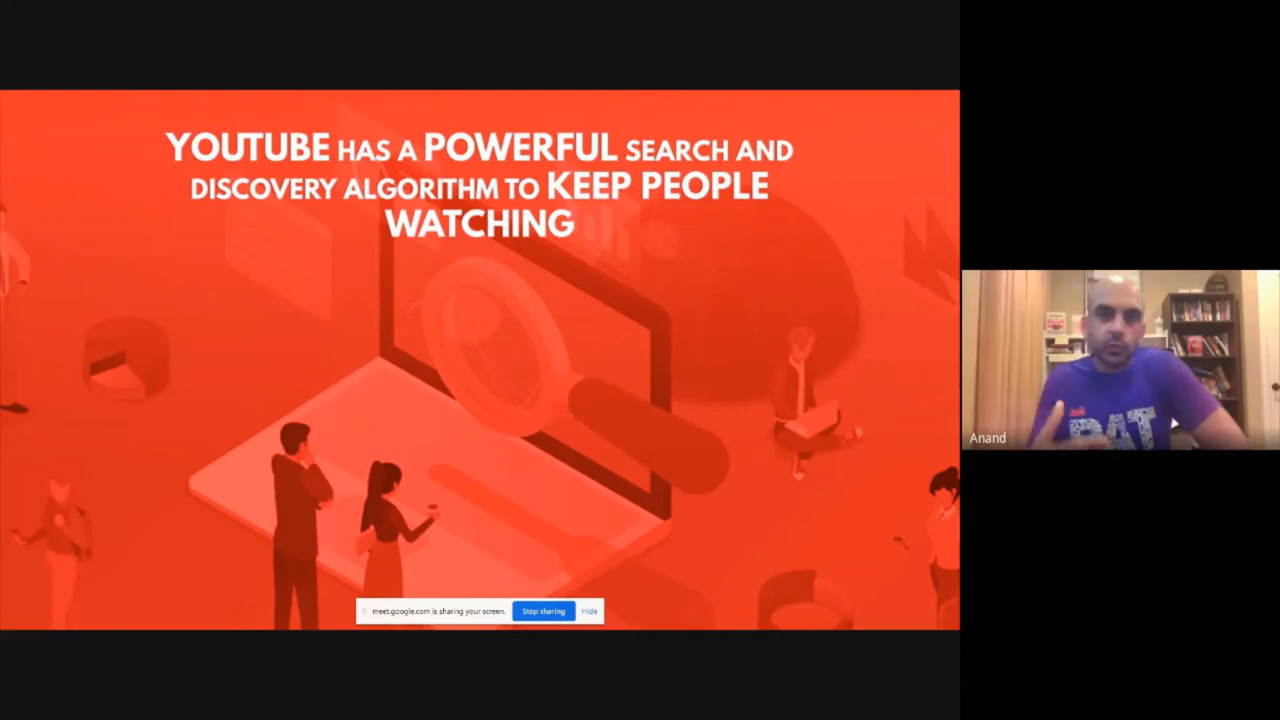 YOUTUBE HAS A POWERFUL SEARCH AND
DISCOVERY ALGORITHM TO KEEP PEOPLE
WATCHING
meet.google.com is sharing your screen.
Stop sharing
Hide
Anand
ask